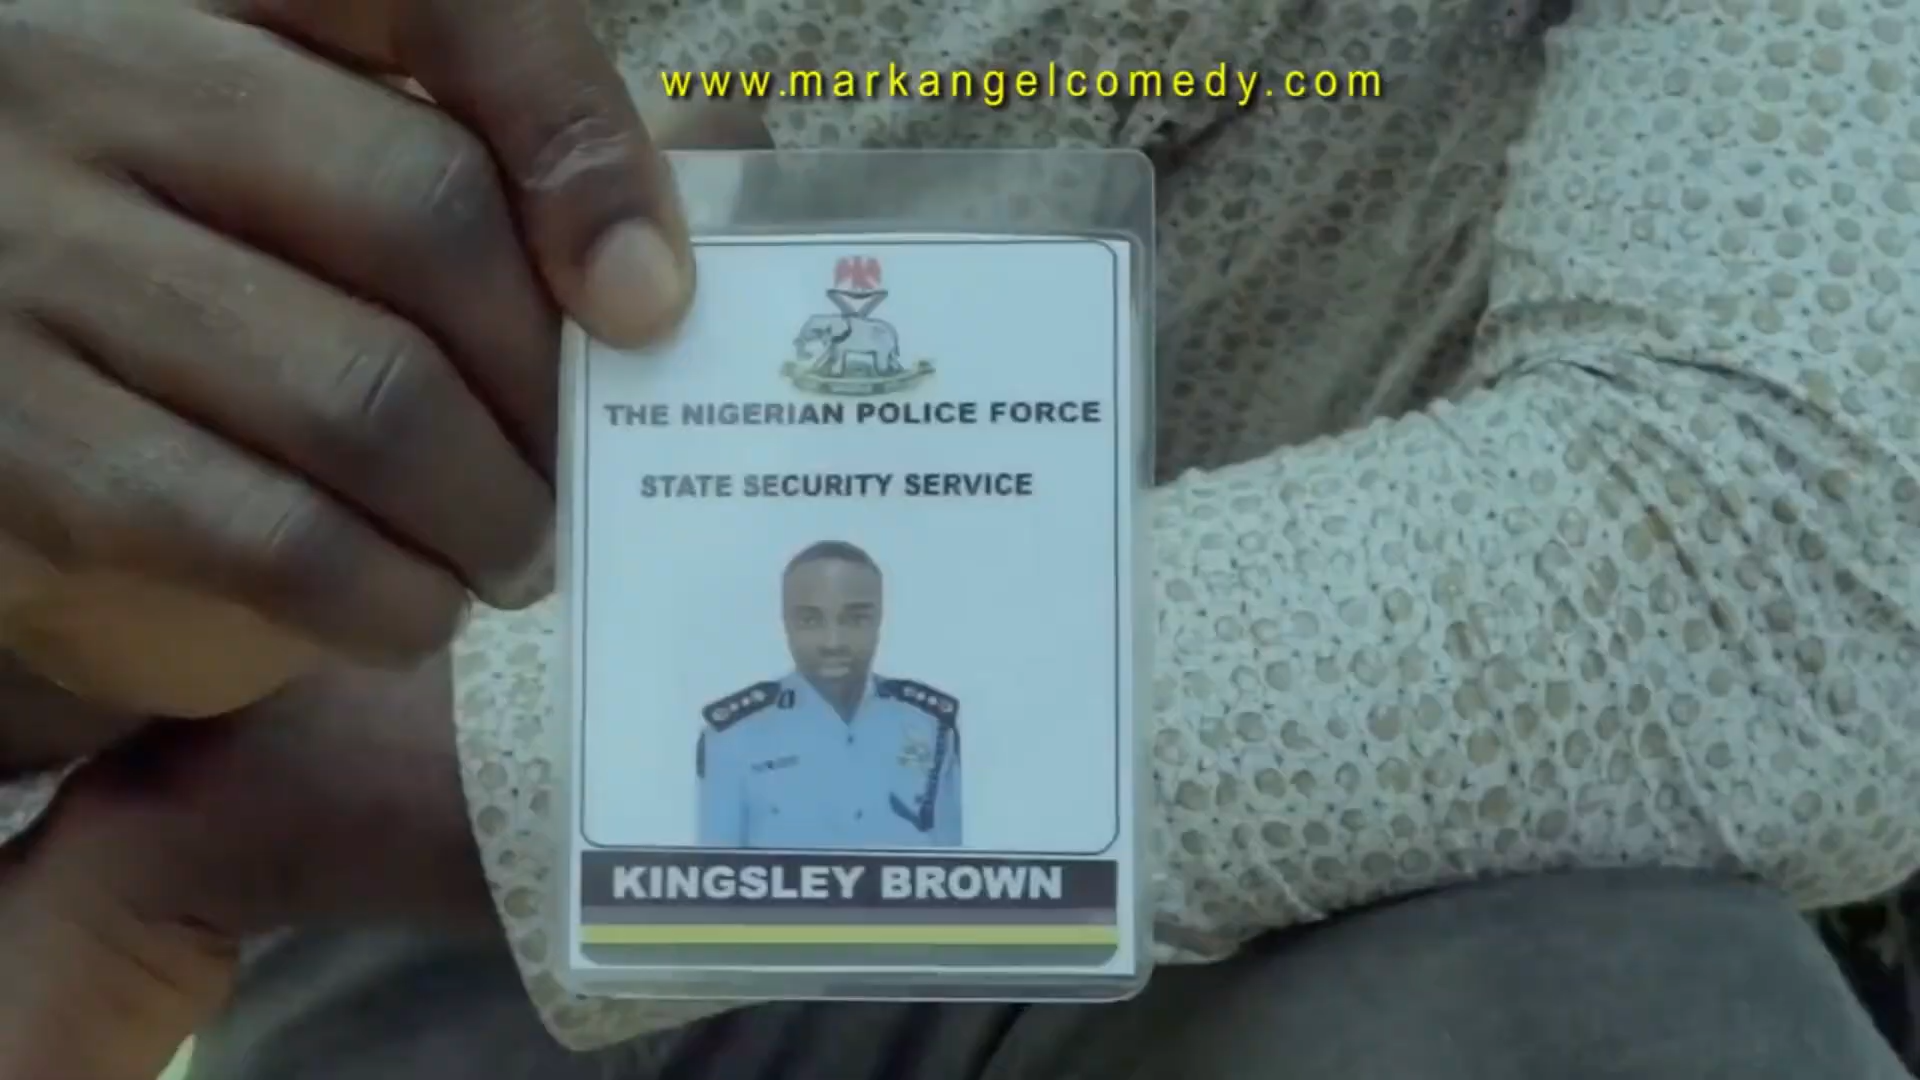 www.markangelcomedy.com
THE NIGERIAN POLICE FORCE
STATE SECURITY SERVICE
KINGSLEY BROWN